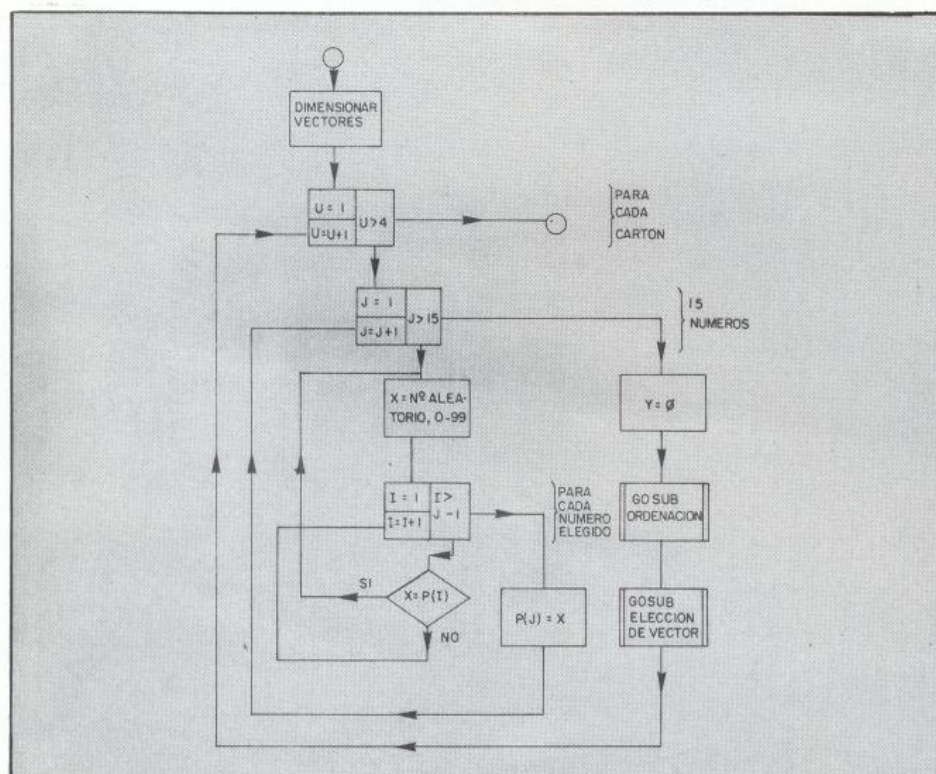 DIMENSIONAR
VECTORES
U = 1
U=U+1
U>4
PARA
CADA
CARTON
J = 1
J=J+1
J>15
15
NUMEROS
X=Nº ALEA-
TORIO, 0-99
Y=Ø
I = 1
I=I+1
I>
J-1
PARA
CADA
NUMERO
ELEGIDO
GO SUB
ORDENACION
SI
X=P(I)
NO
P(J) = X
GOSUB
ELECCION
DE VECTOR